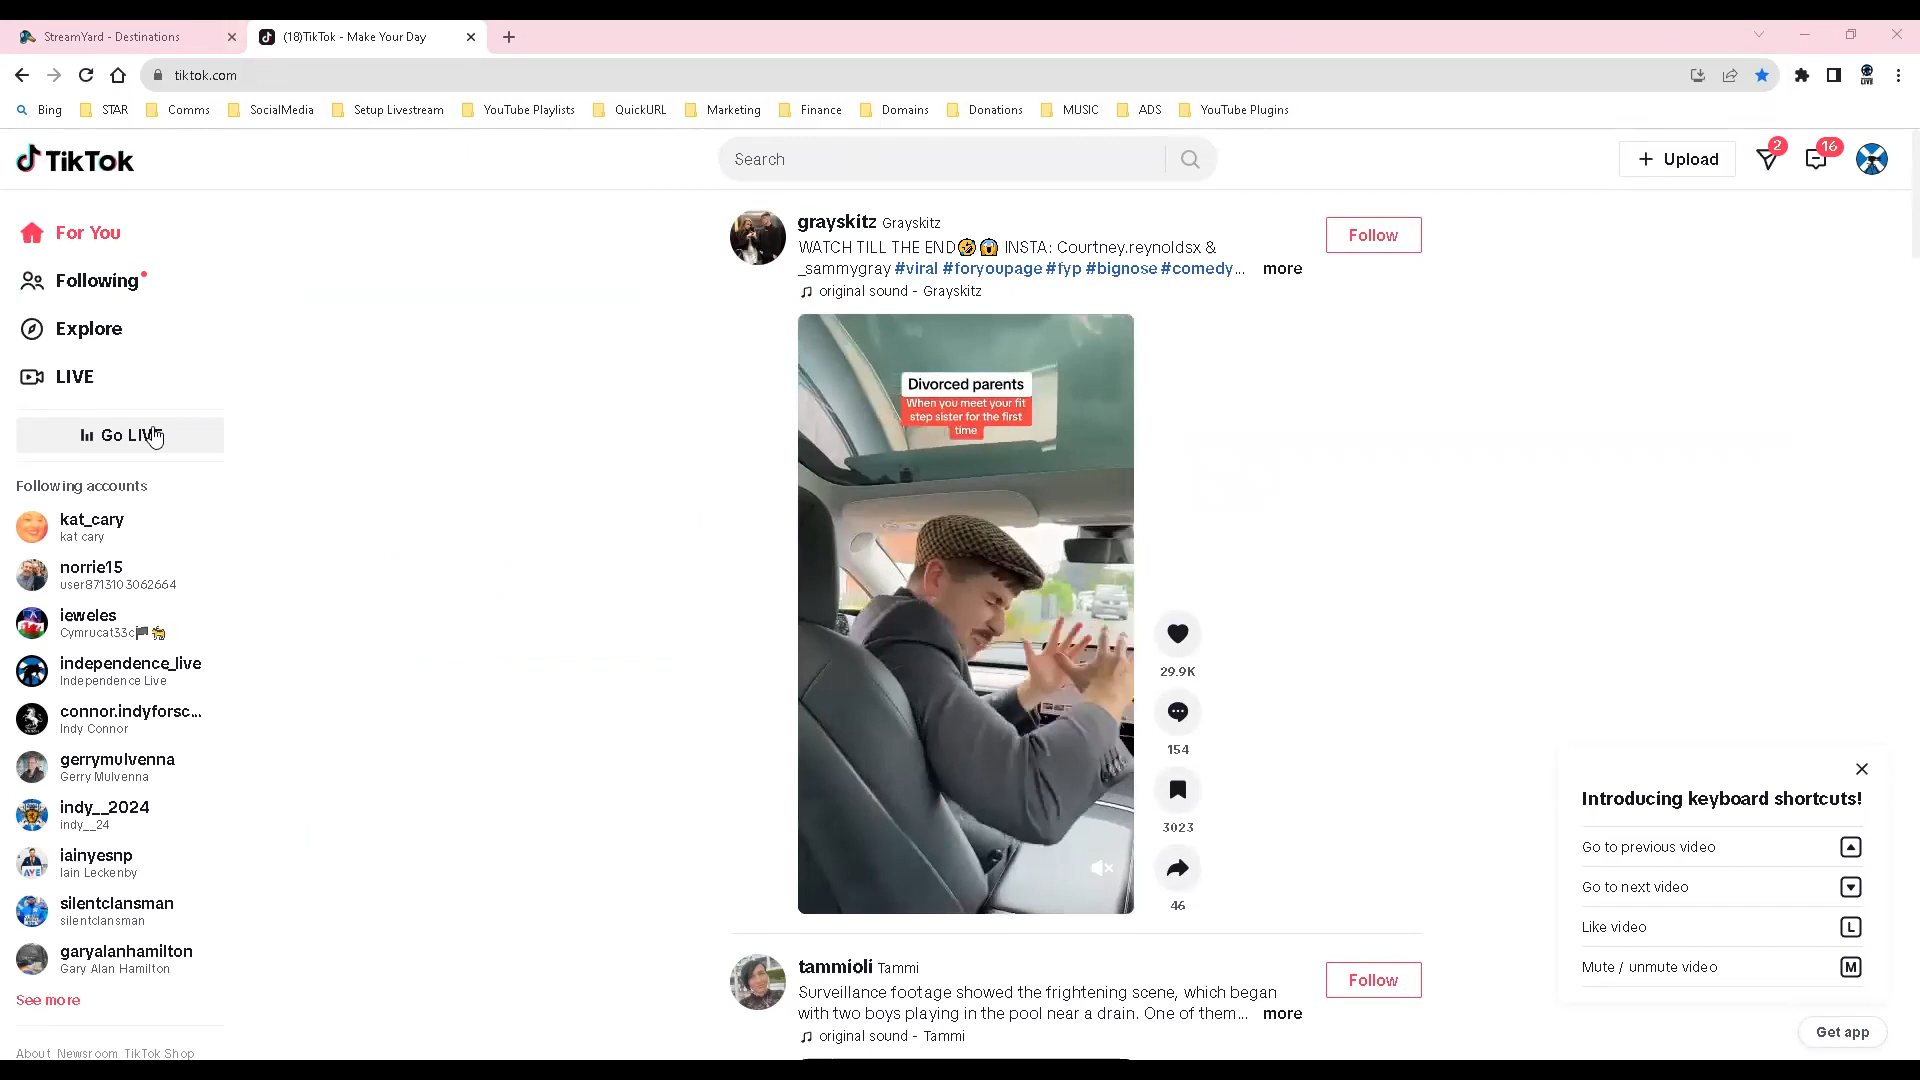 StreamYard - Destinations
(18)TikTok - Make Your Day
tiktok.com
Bing STAR Comms SocialMedia Setup Livestream YouTube Playlists QuickURL Marketing Finance Domains Donations MUSIC ADS YouTube Plugins
TikTok
Search
Upload
2
16
For You
Following
Explore
LIVE
Go LIVE
Following accounts
kat_cary
kat cary
norrie15
user8713103062664
ieweles
Cymrucat33c🏴🐅
independence_live
Independence Live
connor.indyforsc...
Indy Connor
gerrymulvenna
Gerry Mulvenna
indy__2024
indy__24
iainyesnp
Iain Leckenby
silentclansman
silentclansman
garyalanhamilton
Gary Alan Hamilton
See more
About Newsroom TikTok Shop
grayskitz Grayskitz
WATCH TILL THE END🤣😱 INSTA: Courtney.reynoldsx &
_sammygray #viral #foryoupage #fyp #bignose #comedy... more
original sound - Grayskitz
Follow
Divorced parents
When you meet your fit
step sister for the first
time
29.9K
154
3023
46
tammioli Tammi
Surveillance footage showed the frightening scene, which began
with two boys playing in the pool near a drain. One of them... more
original sound - Tammi
Follow
Introducing keyboard shortcuts!
Go to previous video
Go to next video
Like video L
Mute / unmute video M
Get app